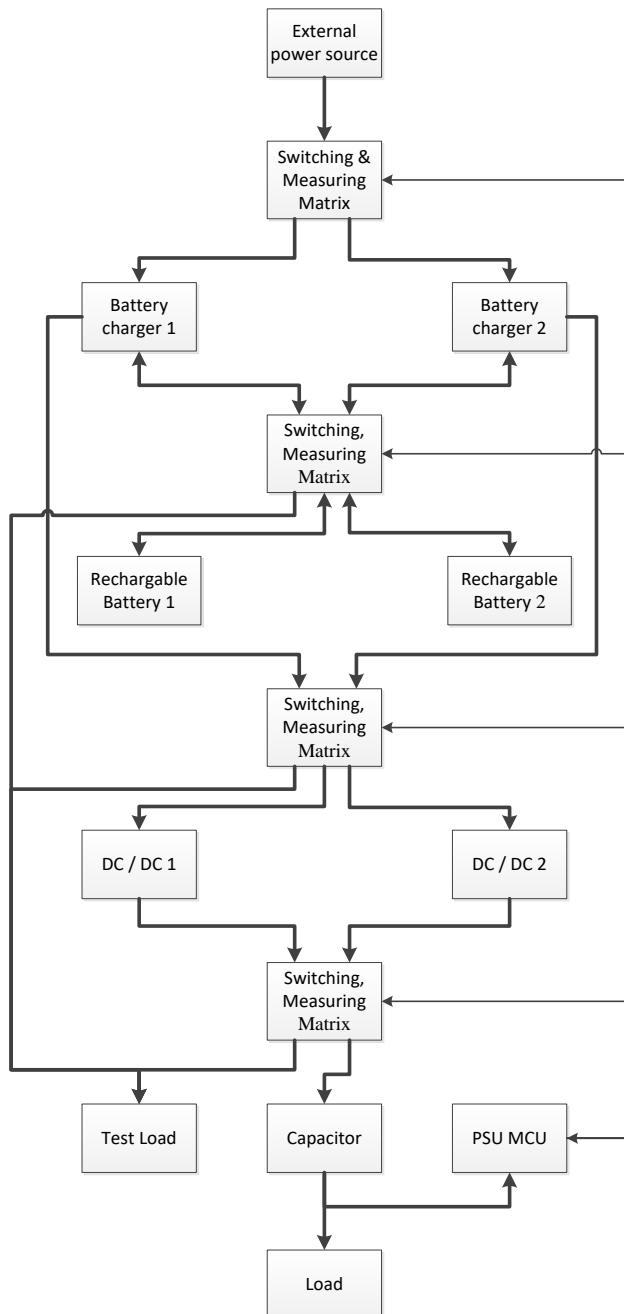 External
power source
Switching &
Measuring
Matrix
Battery
charger 1
Battery
charger 2
Switching,
Measuring
Matrix
Rechargable
Battery 1
Rechargable
Battery 2
Switching,
Measuring
Matrix
DC / DC 1
DC / DC 2
Switching,
Measuring
Matrix
Test Load
Capacitor
PSU MCU
Load